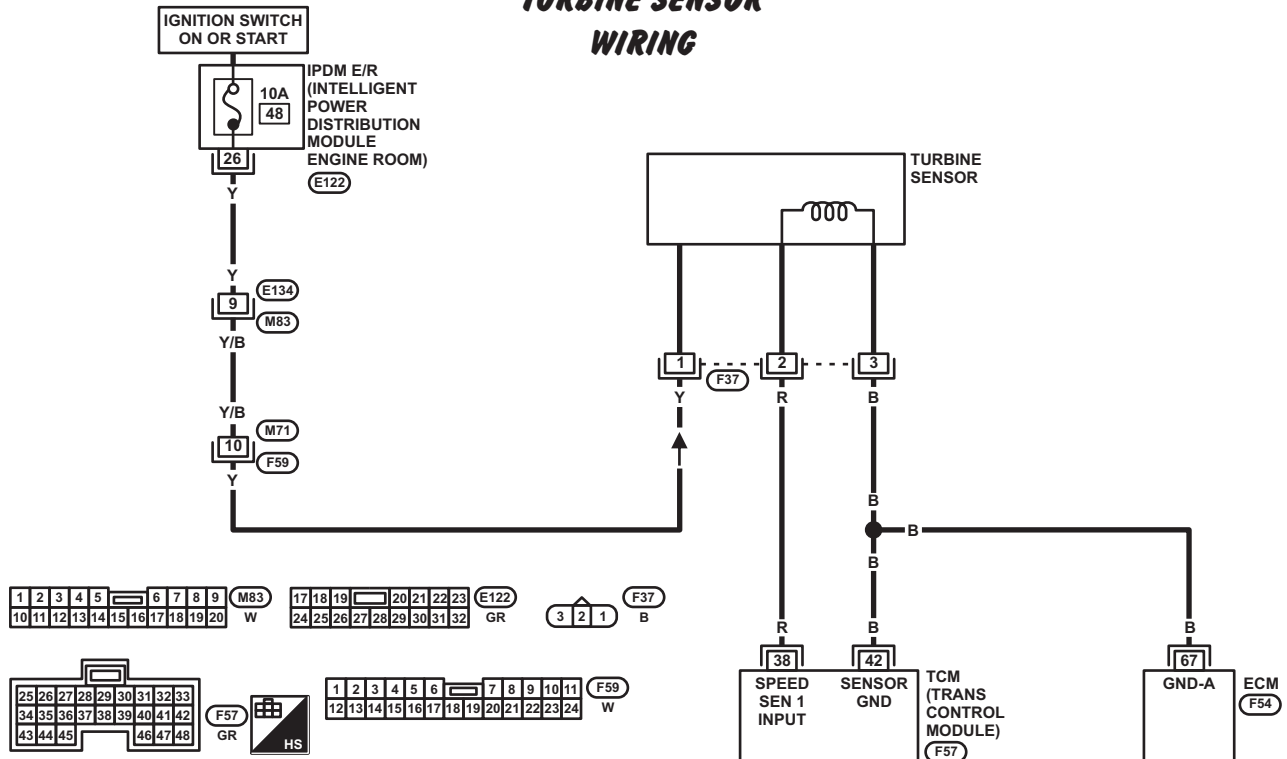 TURBINE SENSOR
WIRING
IGNITION SWITCH
ON OR START
10A
48
IPDM E/R
(INTELLIGENT
POWER
DISTRIBUTION
MODULE
ENGINE ROOM)
E122
26
Y
Y
9
E134
M83
Y/B
Y/B
10
M71
F59
Y
TURBINE
SENSOR
1 2 3
F37
Y R B
B
B
B
R B B
38 42 67
SPEED
SEN 1
INPUT
SENSOR
GND
TCM
(TRANS
CONTROL
MODULE)
F57
GND-A
ECM
F54
1 2 3 4 5 6 7 8 9
10 11 12 13 14 15 16 17 18 19 20
M83
W
17 18 19 20 21 22 23
24 25 26 27 28 29 30 31 32
E122
GR
3 2 1
F37
B
25 26 27 28 29 30 31 32 33
34 35 36 37 38 39 40 41 42
43 44 45 46 47 48
F57
GR
HS
1 2 3 4 5 6 7 8 9 10 11
12 13 14 15 16 17 18 19 20 21 22 23 24
F59
W